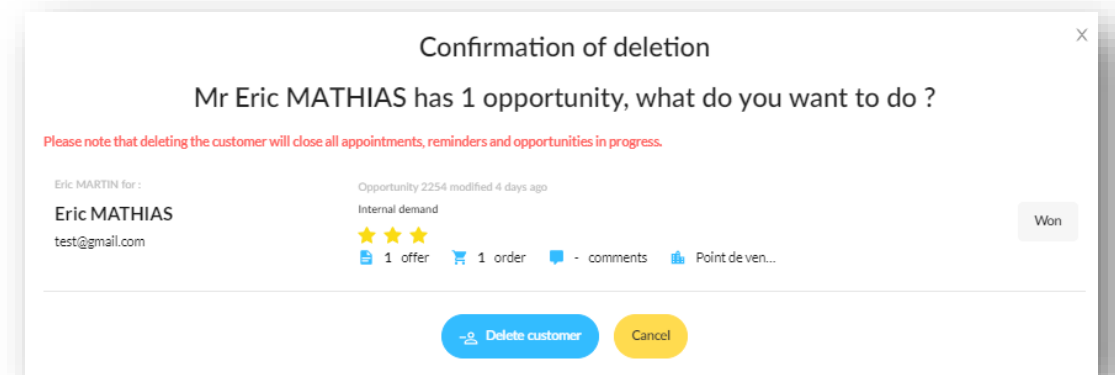 Confirmation of deletion
X
Mr Eric MATHIAS has 1 opportunity, what do you want to do ?
Please note that deleting the customer will close all appointments, reminders and opportunities in progress.
Eric MARTIN for :
Eric MATHIAS
test@gmail.com
Opportunity 2254 modified 4 days ago
Internal demand
1 offer 1 order - comments Point de ven...
Won
Delete customer
Cancel